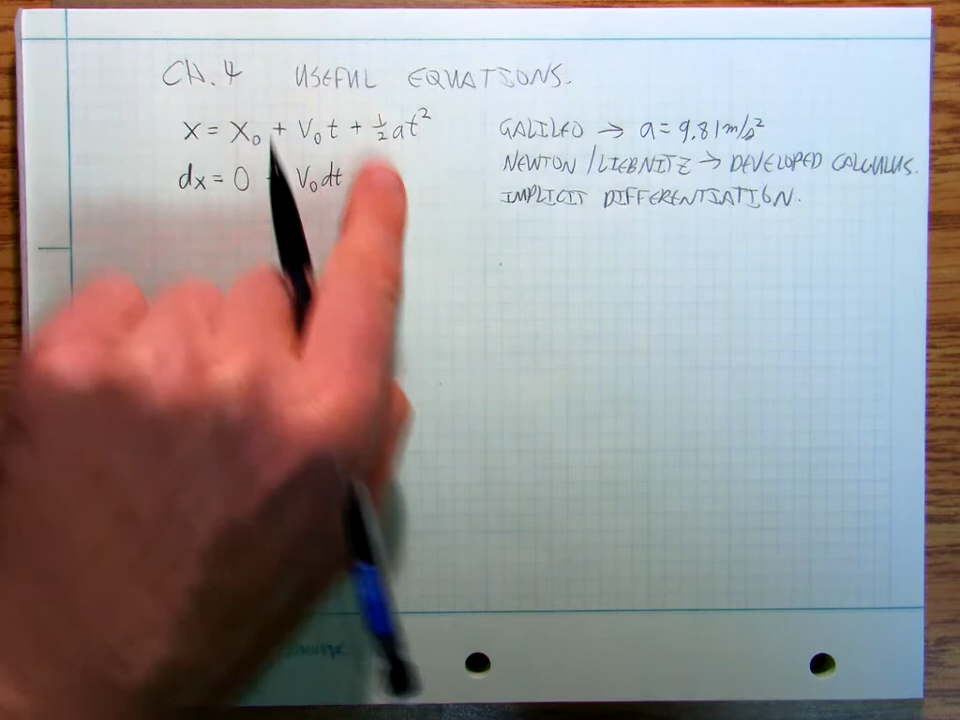 CH. 4 USEFUL EQUATIONS.
x = x₀ + v₀t + ½at²
dx = 0 + v₀dt
GALILEO → a = 9.81m/s²
NEWTON / LIEBNITZ → DEVELOPED CALCULUS.
IMPLICIT DIFFERENTIATION.